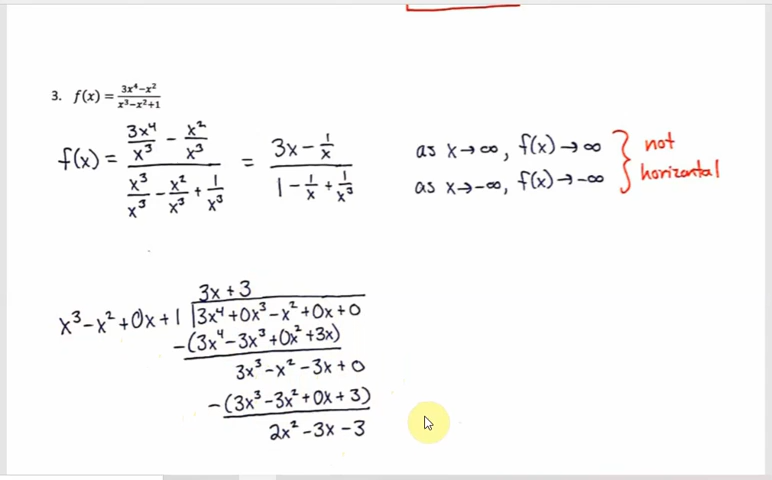 3. f(x) = (3x⁴−x²)/(x³−x²+1)
f(x) = (3x⁴/x³ − x²/x³)/(x³/x³ − x²/x³ + 1/x³) = (3x − 1/x)/(1 − 1/x + 1/x³)
as x→∞, f(x)→∞
as x→−∞, f(x)→−∞
not
horizontal
3x + 3
x³ − x² + 0x + 1 | 3x⁴ + 0x³ − x² + 0x + 0
−(3x⁴ − 3x³ + 0x² + 3x)
3x³ − x² − 3x + 0
−(3x³ − 3x² + 0x + 3)
2x² − 3x − 3